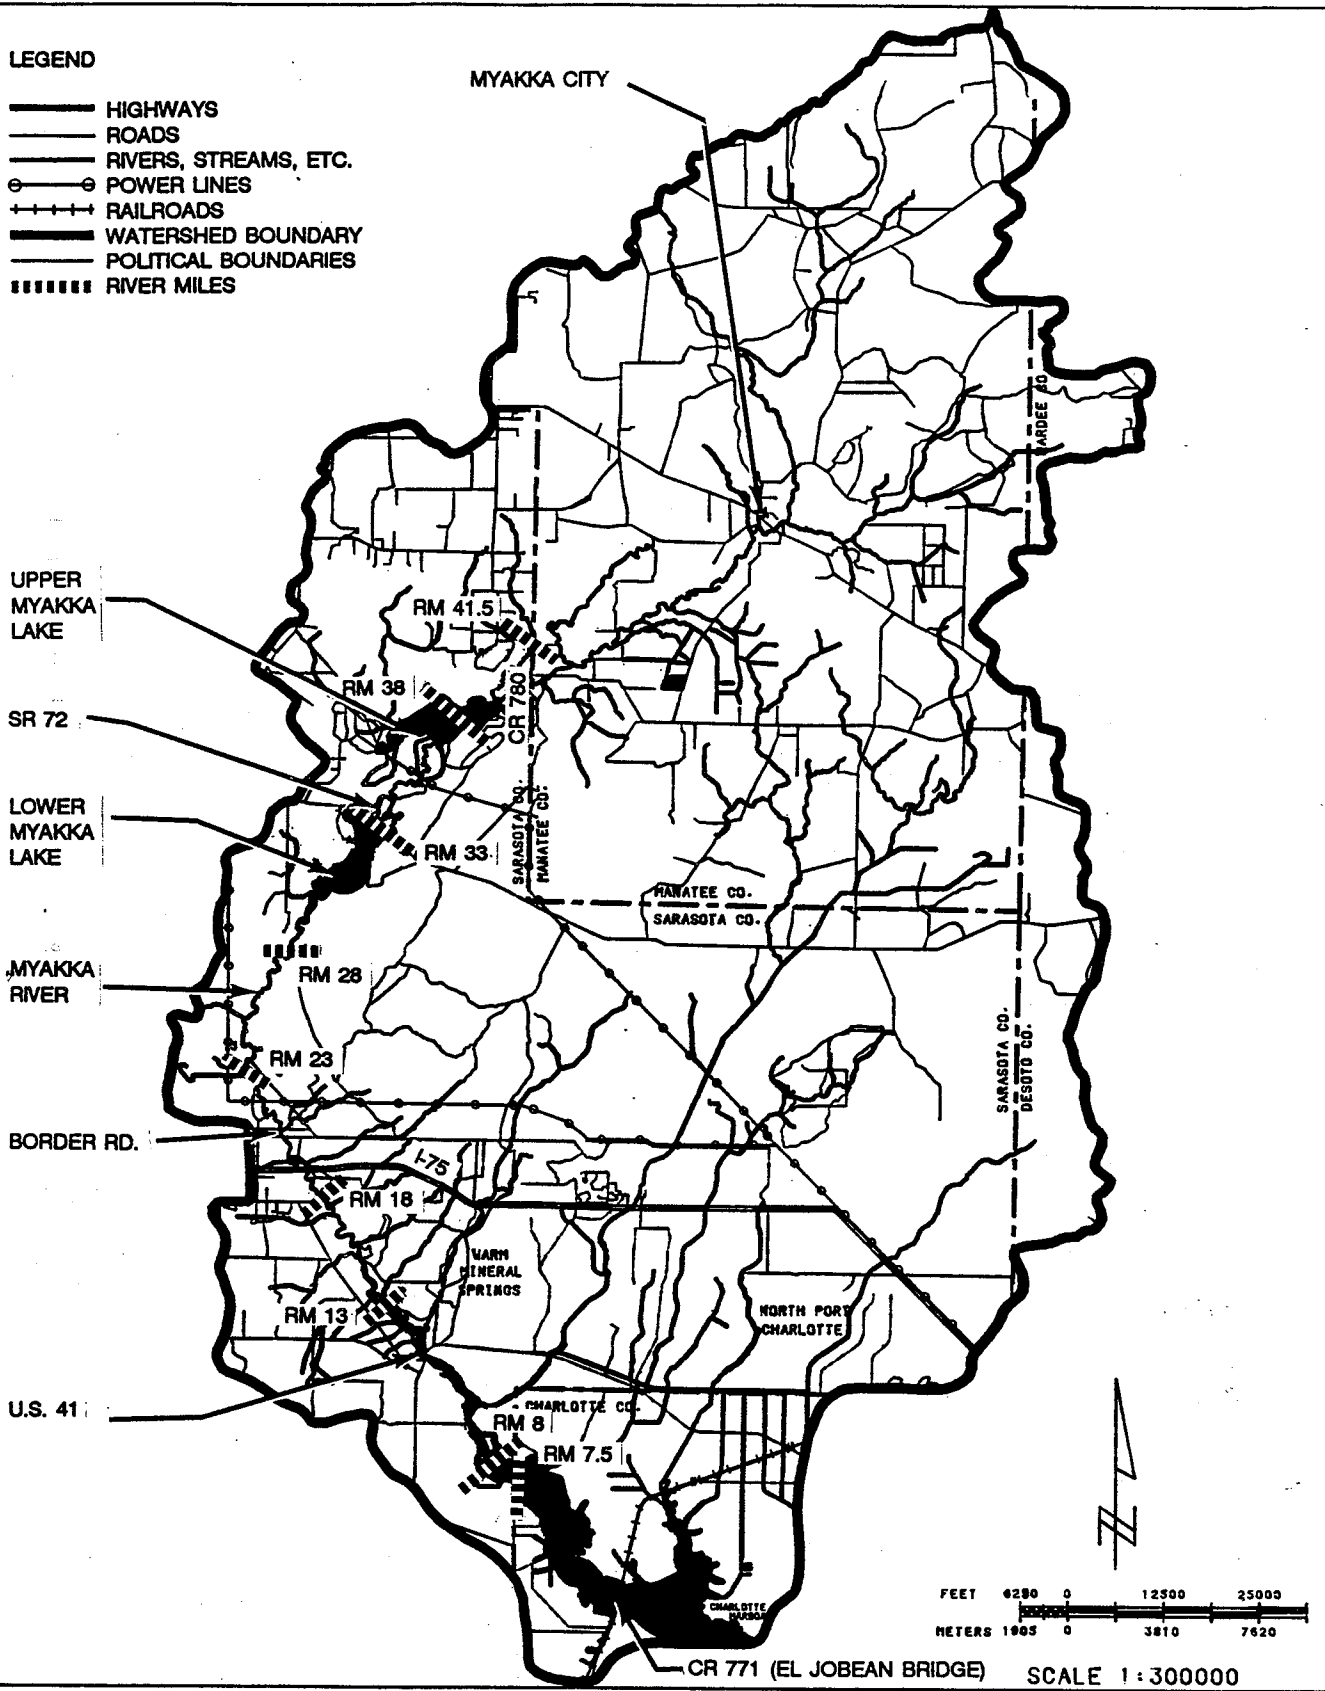 LEGEND
HIGHWAYS
ROADS
RIVERS, STREAMS, ETC.
POWER LINES
RAILROADS
WATERSHED BOUNDARY
POLITICAL BOUNDARIES
RIVER MILES
MYAKKA CITY
HARDEE CO
UPPER
MYAKKA
LAKE
RM 41.5
RM 38
CR 780
SR 72
LOWER
MYAKKA
LAKE
RM 33
SARASOTA CO.
MANATEE CO.
MANATEE CO.
SARASOTA CO.
MYAKKA
RIVER
RM 28
RM 23
SARASOTA CO.
DESOTO CO.
BORDER RD.
I-75
RM 18
WARM
MINERAL
SPRINGS
RM 13
NORTH PORT
CHARLOTTE
U.S. 41
CHARLOTTE CO.
RM 8
RM 7.5
N
CHARLOTTE
HARBOR
FEET 6250 0 12500 25000
METERS 1905 0 3810 7620
CR 771 (EL JOBEAN BRIDGE)
SCALE 1:300000